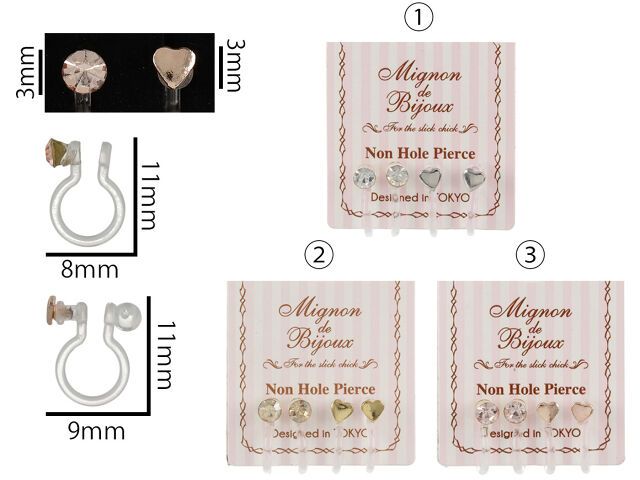 3mm
3mm
11mm
8mm
11mm
9mm
①
Mignon
de
Bijoux
For the slick chick
Non Hole Pierce
Designed in TOKYO
②
Mignon
de
Bijoux
For the slick chick
Non Hole Pierce
Designed in TOKYO
③
Mignon
de
Bijoux
For the slick chick
Non Hole Pierce
Designed in TOKYO